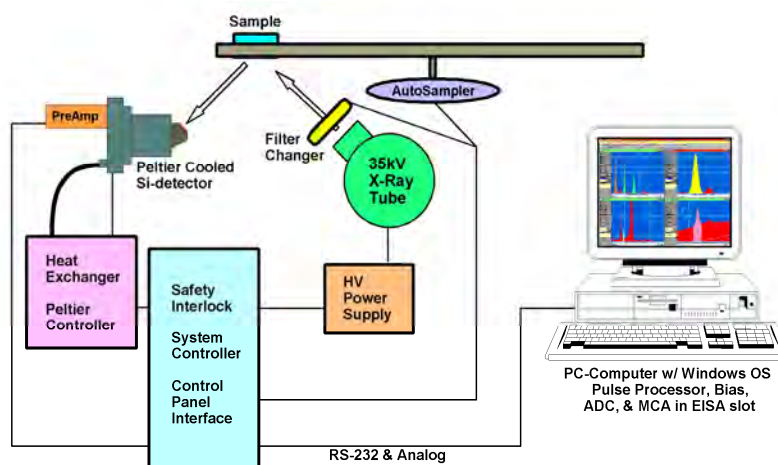 Sample
AutoSampler
PreAmp
Filter
Changer
Peltier Cooled
Si-detector
35kV
X-Ray
Tube
Heat
Exchanger
Peltier
Controller
Safety
Interlock
System
Controller
Control
Panel
Interface
HV
Power
Supply
PC-Computer w/ Windows OS
Pulse Processor, Bias,
ADC, & MCA in EISA slot
RS-232 & Analog